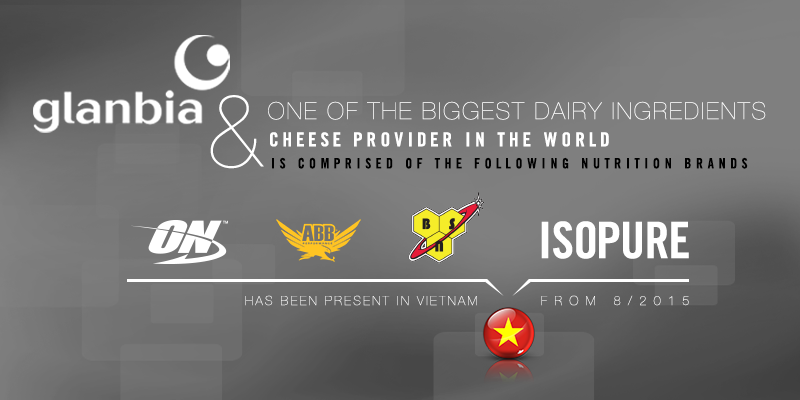 glanbia
& ONE OF THE BIGGEST DAIRY INGREDIENTS
CHEESE PROVIDER IN THE WORLD
IS COMPRISED OF THE FOLLOWING NUTRITION BRANDS
ON™
ABB
BSn
ISOPURE
HAS BEEN PRESENT IN VIETNAM
FROM 8/2015